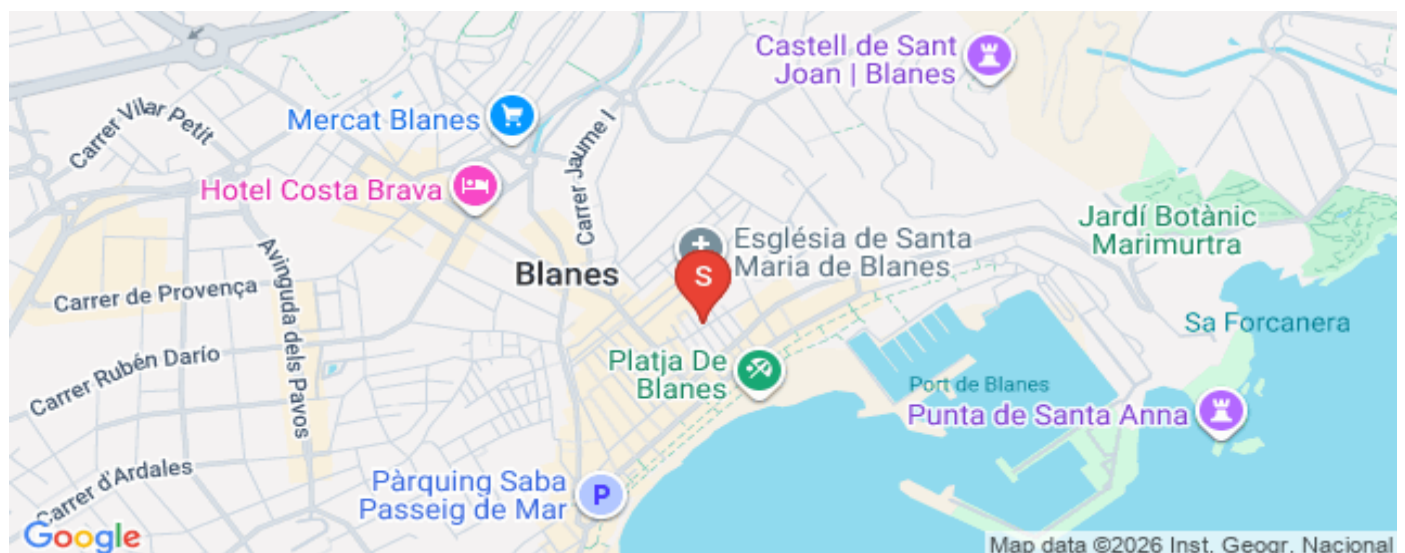 Castell de Sant
Joan | Blanes
Carrer Vilar Petit
Mercat Blanes
Carrer Jaume I
Hotel Costa Brava
Jardí Botànic
Marimurtra
Església de Santa
Maria de Blanes
Avinguda dels Pavos
Blanes
S
Carrer de Provença
Sa Forcanera
Carrer Rubén Darío
Platja De
Blanes
Port de Blanes
Punta de Santa Anna
Carrer d'Ardales
Pàrquing Saba
Passeig de Mar
P
Google
Map data ©2026 Inst. Geogr. Nacional